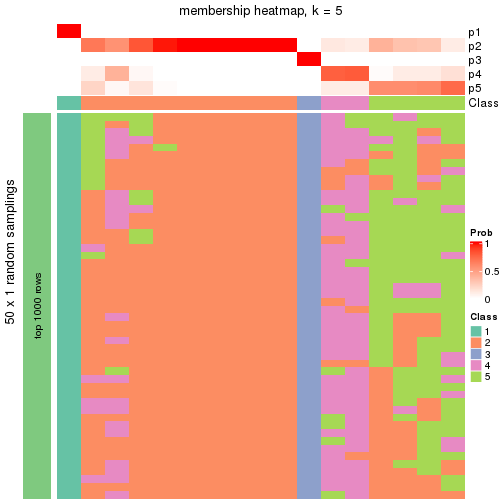 membership heatmap, k = 5
p1
p2
p3
p4
p5
Class
50 x 1 random samplings
top 1000 rows
Prob
1
0.5
0
Class
1
2
3
4
5